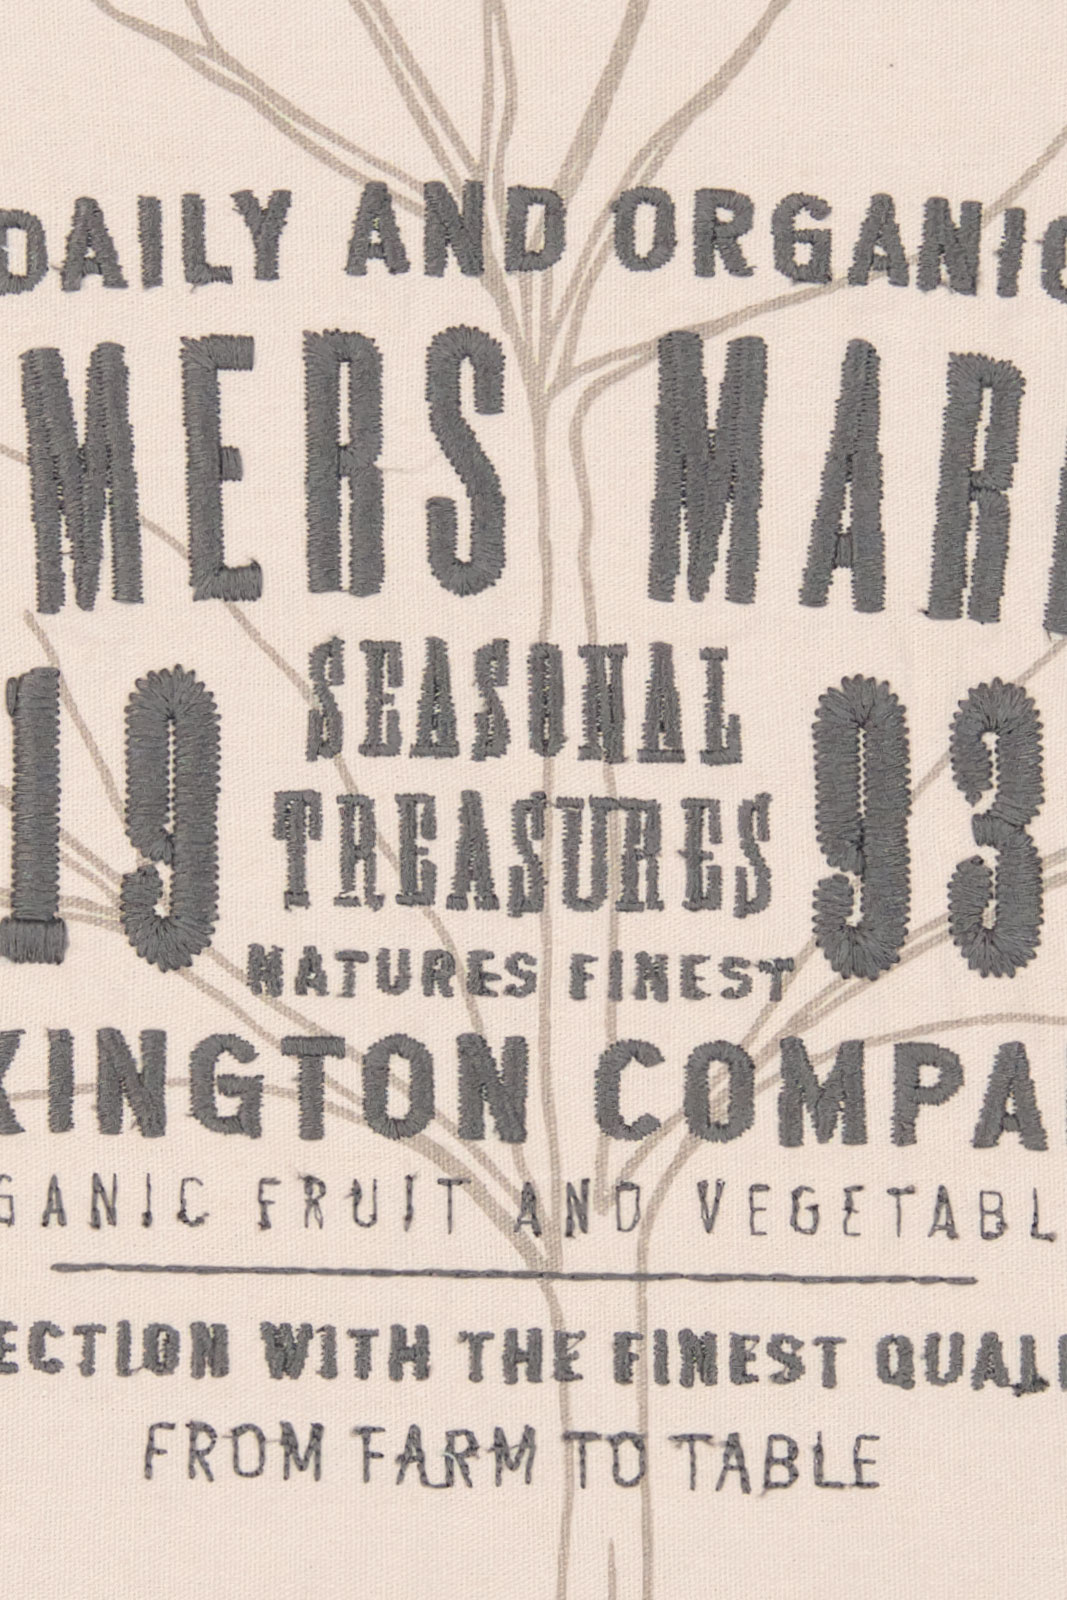 DAILY AND ORGANIC
MERS MAR
19 SEASONAL 93
TREASURES
NATURES FINEST
KINGTON COMPA
GANIC FRUIT AND VEGETABL
ECTION WITH THE FINEST QUALI
FROM FARM TO TABLE